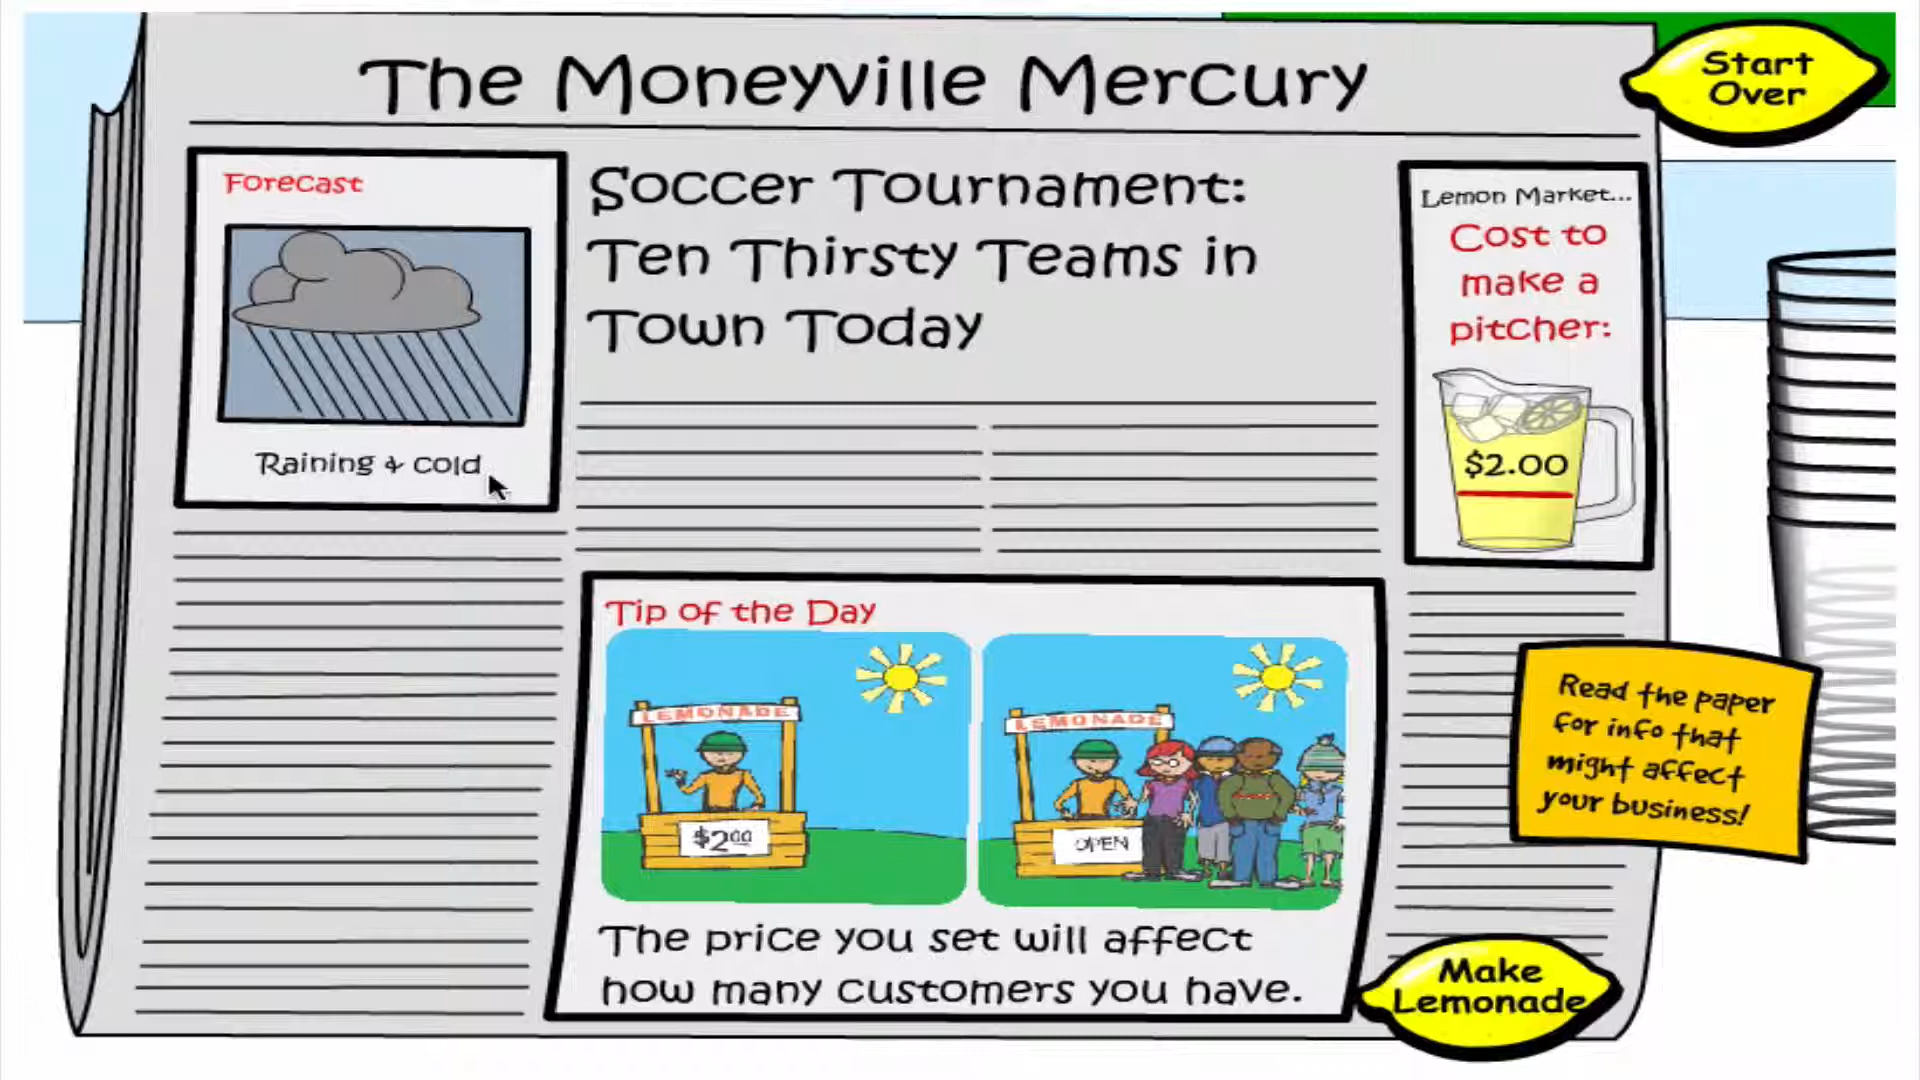 The Moneyville Mercury
Start
Over
Forecast
Raining & cold
Soccer Tournament:
Ten Thirsty Teams in
Town Today
Lemon Market...
Cost to
make a
pitcher:
$2.00
Tip of the Day
LEMONADE
$2.00
LEMONADE
OPEN
The price you set will affect
how many customers you have.
Read the paper
for info that
might affect
your business!
Make
Lemonade